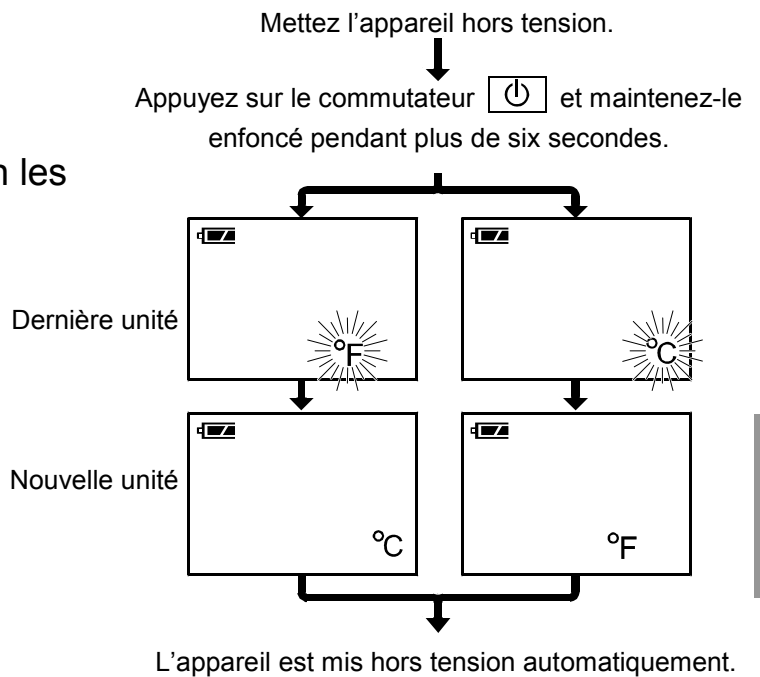 Mettez l’appareil hors tension.
Appuyez sur le commutateur et maintenez-le
enfoncé pendant plus de six secondes.
les
Dernière unité
°F
°C
Nouvelle unité
°C
°F
L’appareil est mis hors tension automatiquement.